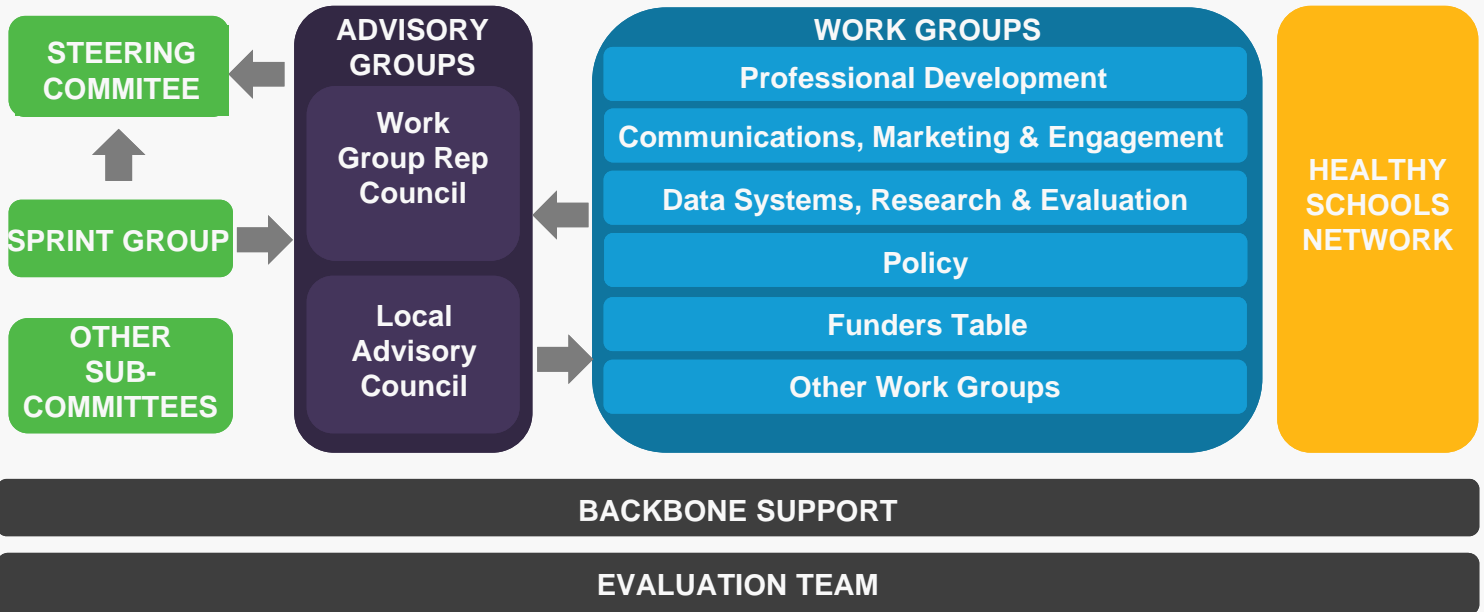 STEERING
COMMITEE
SPRINT GROUP
OTHER
SUB-
COMMITTEES
ADVISORY
GROUPS
Work
Group Rep
Council
Local
Advisory
Council
WORK GROUPS
Professional Development
Communications, Marketing & Engagement
Data Systems, Research & Evaluation
Policy
Funders Table
Other Work Groups
HEALTHY
SCHOOLS
NETWORK
BACKBONE SUPPORT
EVALUATION TEAM